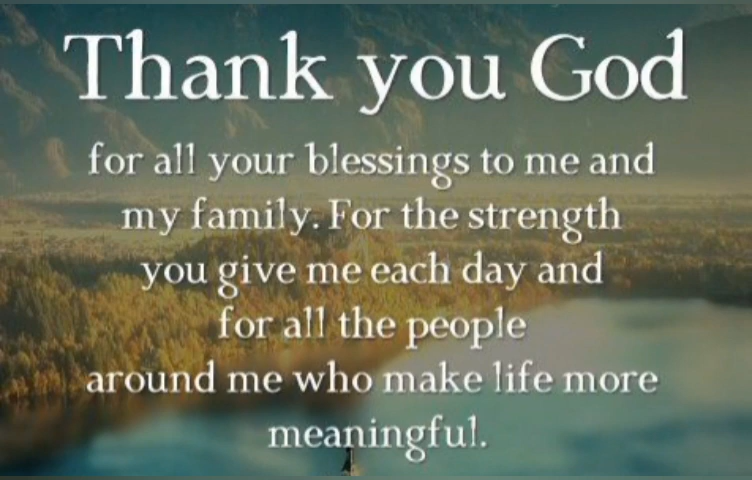 Thank you God
for all your blessings to me and
my family. For the strength
you give me each day and
for all the people
around me who make life more
meaningful.